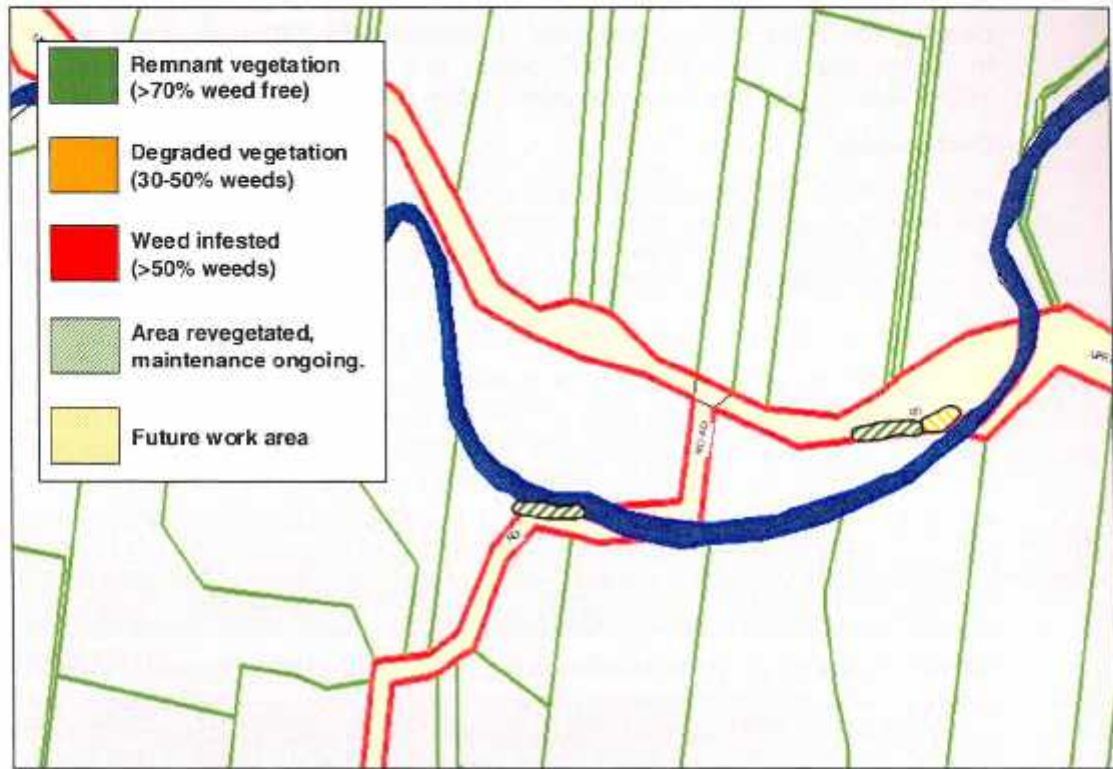 Remnant vegetation
(>70% weed free)
Degraded vegetation
(30-50% weeds)
Weed infested
(>50% weeds)
Area revegetated,
maintenance ongoing.
Future work area
RD